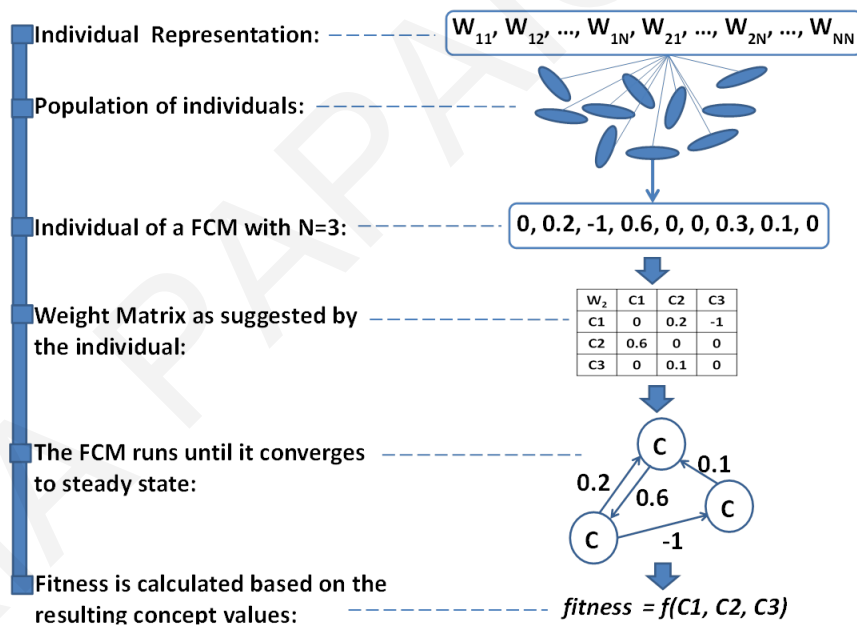 Individual Representation:
W11, W12, ..., W1N, W21, ..., W2N, ..., WNN
Population of individuals:
Individual of a FCM with N=3:
0, 0.2, -1, 0.6, 0, 0, 0.3, 0.1, 0
Weight Matrix as suggested by
the individual:
W2 C1 C2 C3
C1 0 0.2 -1
C2 0.6 0 0
C3 0 0.1 0
The FCM runs until it converges
to steady state:
C
0.2
0.6
0.1
C
C
-1
Fitness is calculated based on the
resulting concept values:
fitness = f(C1, C2, C3)